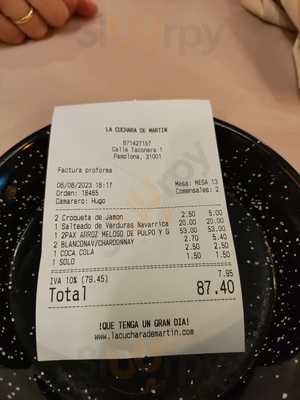 LA CUCHARA DE MARTIN
871427157
Calle Taconera 1
Pamplona, 31001
Factura proforma
06/08/2023 16:17
Mesa: MESA 13
Orden: 18465
Comensales: 2
Camarero: Hugo
2 Croqueta de Jamon 2.50 5.00
1 Salteado de Verduras Navarrica 20.00 20.00
1 2PAX ARROZ MELOSO DE PULPO Y G 53.00 53.00
2 BLANCONAV/CHARDONNAY 2.70 5.40
1 COCA COLA 2.50 2.50
1 SOLO 1.50 1.50
IVA 10% (79.45) 7.95
Total 87.40
!QUE TENGA UN GRAN DIA!
www.lacucharademartin.com